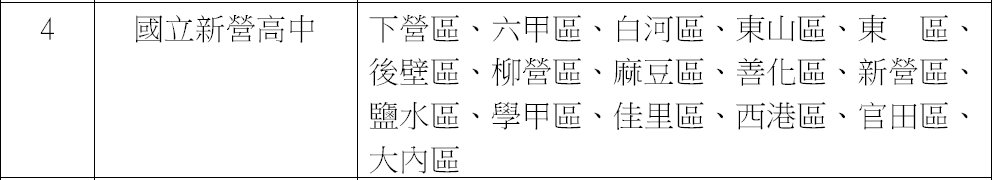 4 國立新營高中 下營區、六甲區、白河區、東山區、東　區、
後壁區、柳營區、麻豆區、善化區、新營區、
鹽水區、學甲區、佳里區、西港區、官田區、
大內區